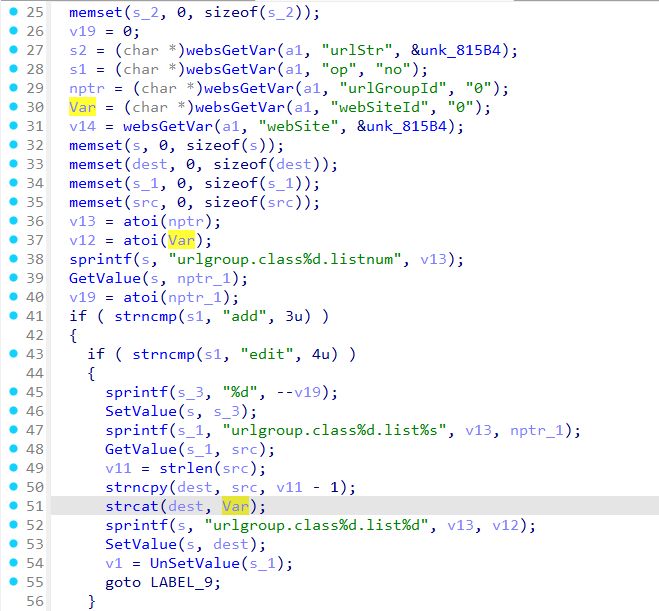 25 memset(s_2, 0, sizeof(s_2));
26 v19 = 0;
27 s2 = (char *)websGetVar(a1, "urlStr", &unk_815B4);
28 s1 = (char *)websGetVar(a1, "op", "no");
29 nptr = (char *)websGetVar(a1, "urlGroupId", "0");
30 Var = (char *)websGetVar(a1, "webSiteId", "0");
31 v14 = websGetVar(a1, "webSite", &unk_815B4);
32 memset(s, 0, sizeof(s));
33 memset(dest, 0, sizeof(dest));
34 memset(s_1, 0, sizeof(s_1));
35 memset(src, 0, sizeof(src));
36 v13 = atoi(nptr);
37 v12 = atoi(Var);
38 sprintf(s, "urlgroup.class%d.listnum", v13);
39 GetValue(s, nptr_1);
40 v19 = atoi(nptr_1);
41 if ( strncmp(s1, "add", 3u) )
42 {
43 if ( strncmp(s1, "edit", 4u) )
44 {
45 sprintf(s_3, "%d", --v19);
46 SetValue(s, s_3);
47 sprintf(s_1, "urlgroup.class%d.list%s", v13, nptr_1);
48 GetValue(s_1, src);
49 v11 = strlen(src);
50 strncpy(dest, src, v11 - 1);
51 strcat(dest, Var);
52 sprintf(s, "urlgroup.class%d.list%d", v13, v12);
53 SetValue(s, dest);
54 v1 = UnSetValue(s_1);
55 goto LABEL_9;
56 }